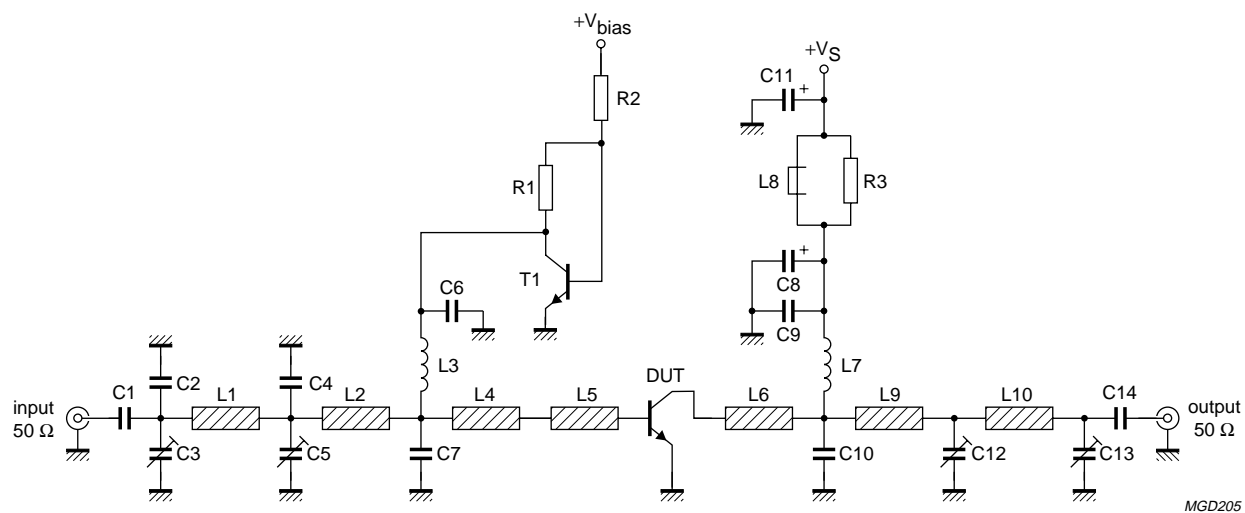 +Vbias
R2
R1
T1
C6
L3
+VS
C11
+
L8
R3
+
C8
C9
L7
DUT
input
50 Ω
C1
C2
C3
L1
C4
C5
L2
C7
L4
L5
L6
C10
L9
C12
L10
C13
C14
output
50 Ω
MGD205